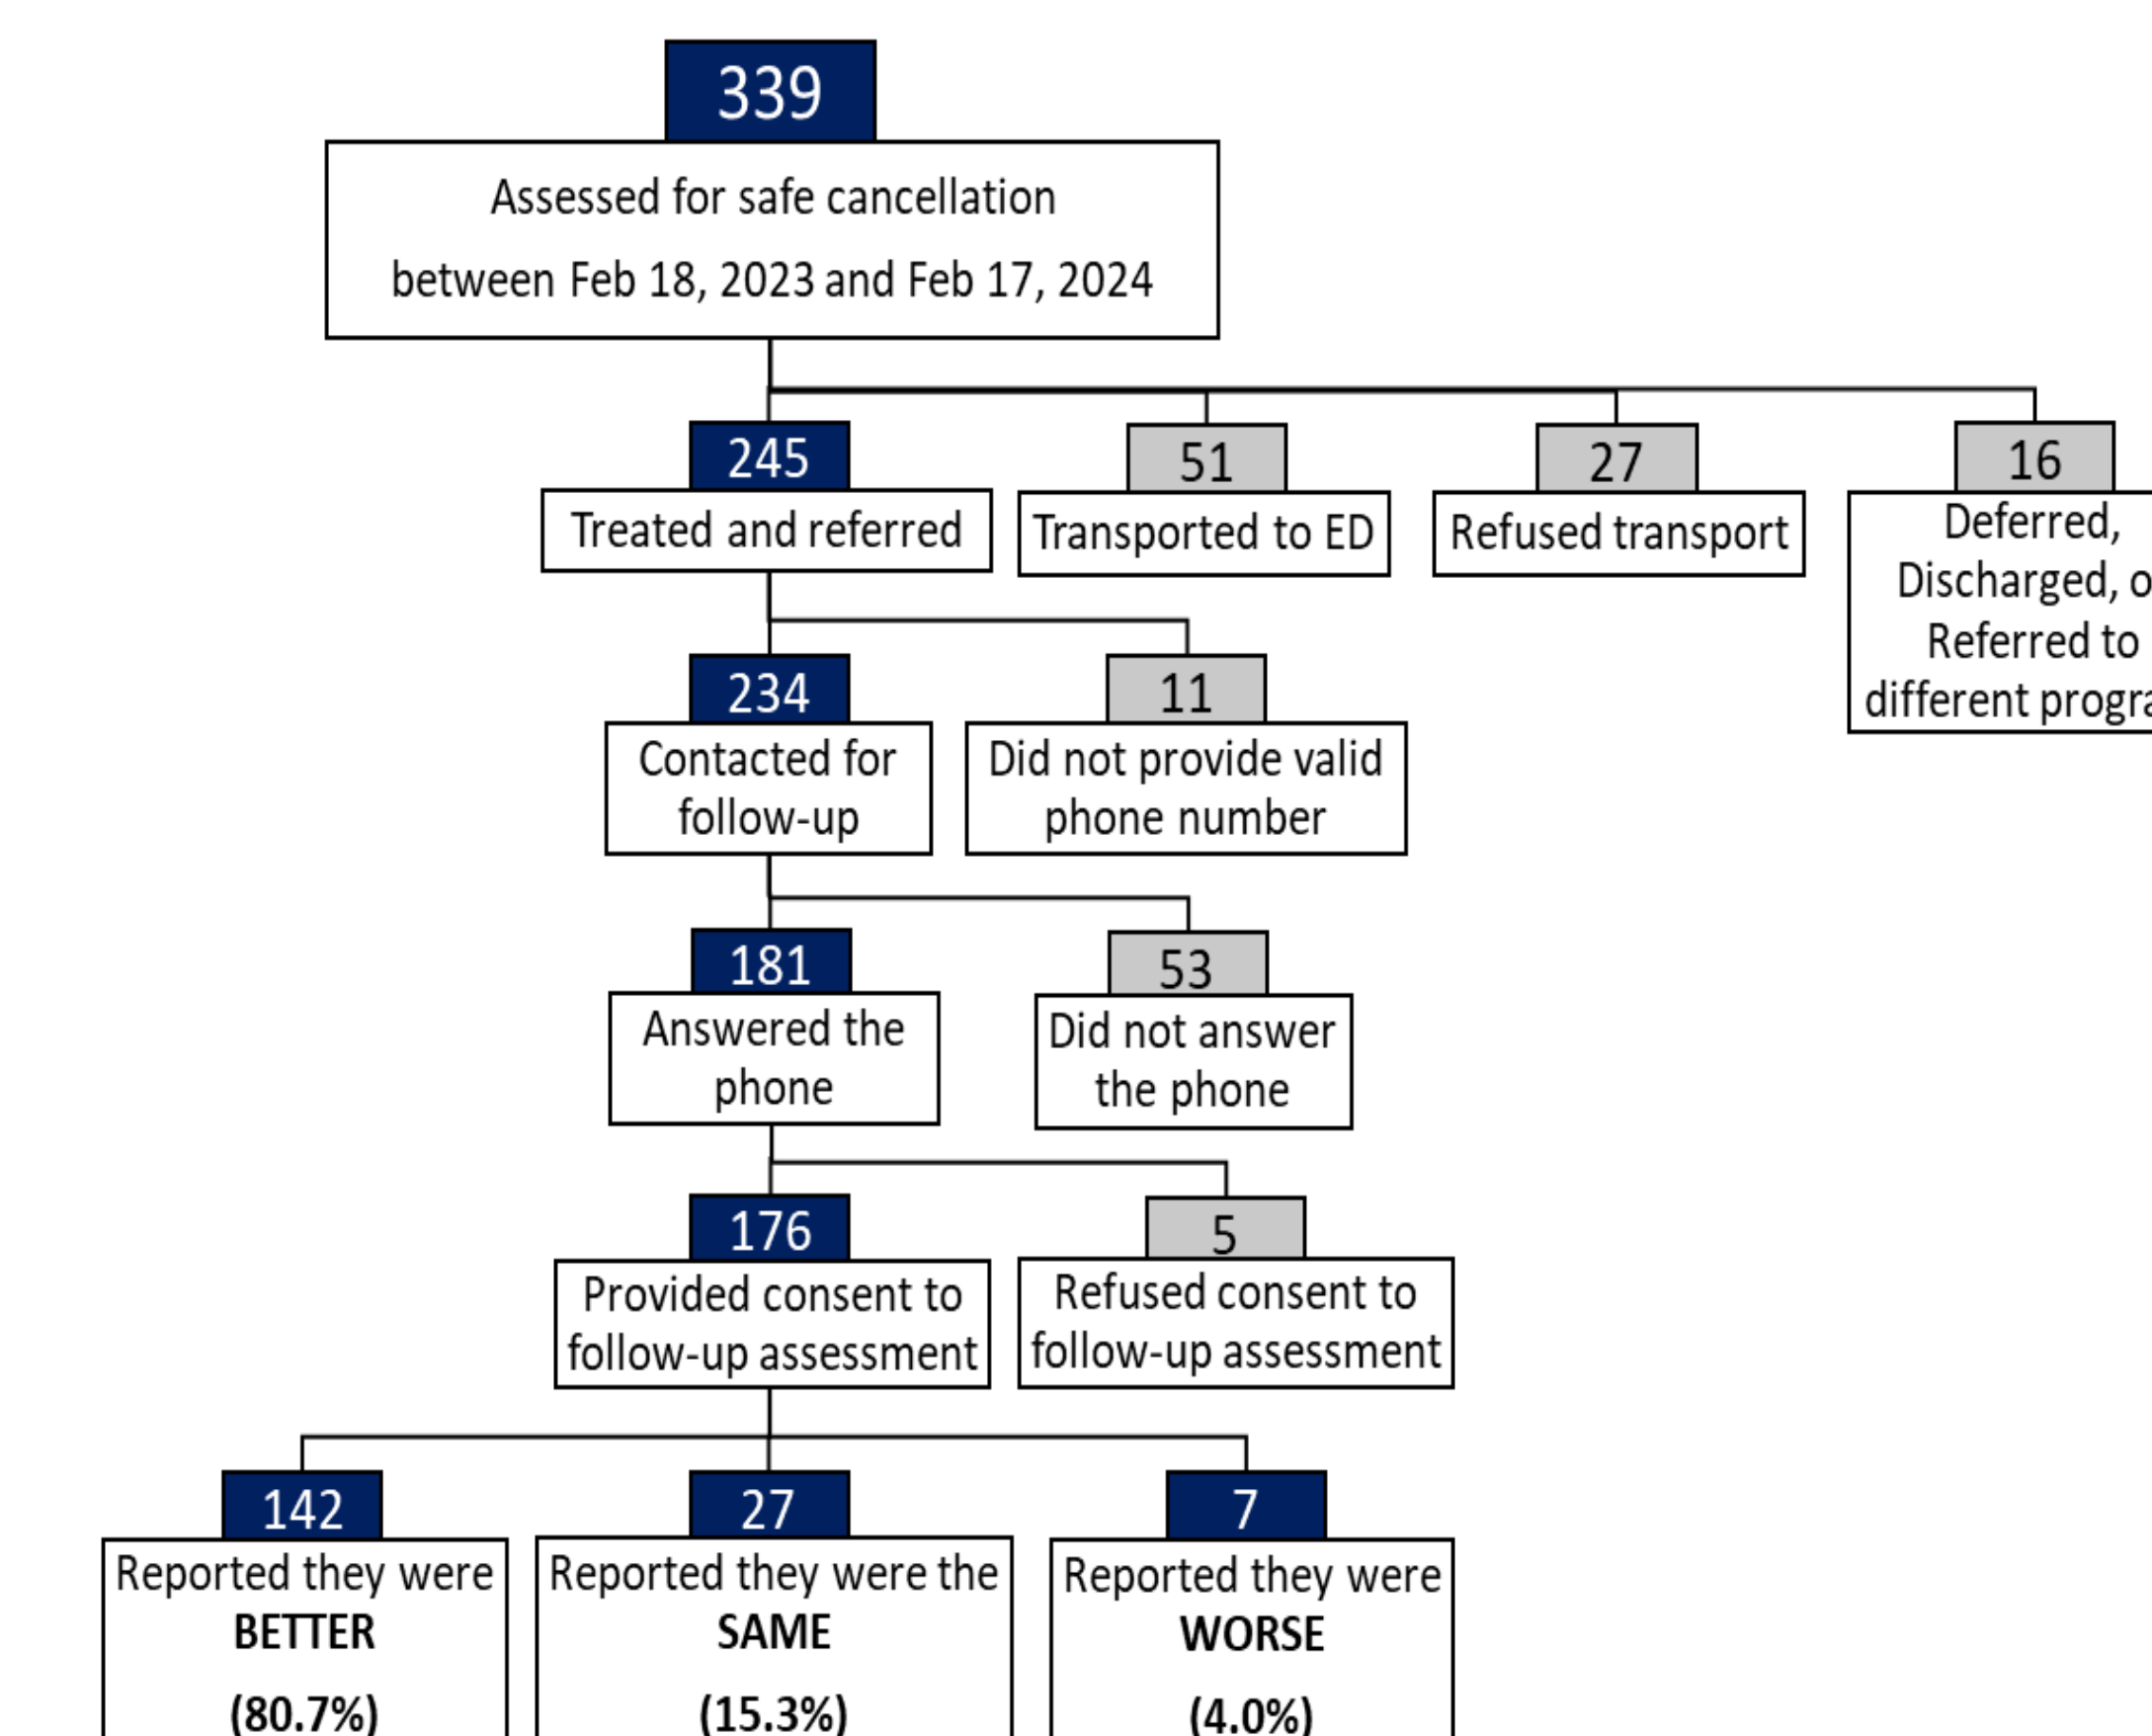 339
Assessed for safe cancellation
between Feb 18, 2023 and Feb 17, 2024
245
Treated and referred
51
Transported to ED
27
Refused transport
16
Deferred,
Discharged, o
Referred to
different progra
234
Contacted for
follow-up
11
Did not provide valid
phone number
181
Answered the
phone
53
Did not answer
the phone
176
Provided consent to
follow-up assessment
5
Refused consent to
follow-up assessment
142
Reported they were
BETTER
(80.7%)
27
Reported they were the
SAME
(15.3%)
7
Reported they were
WORSE
(4.0%)